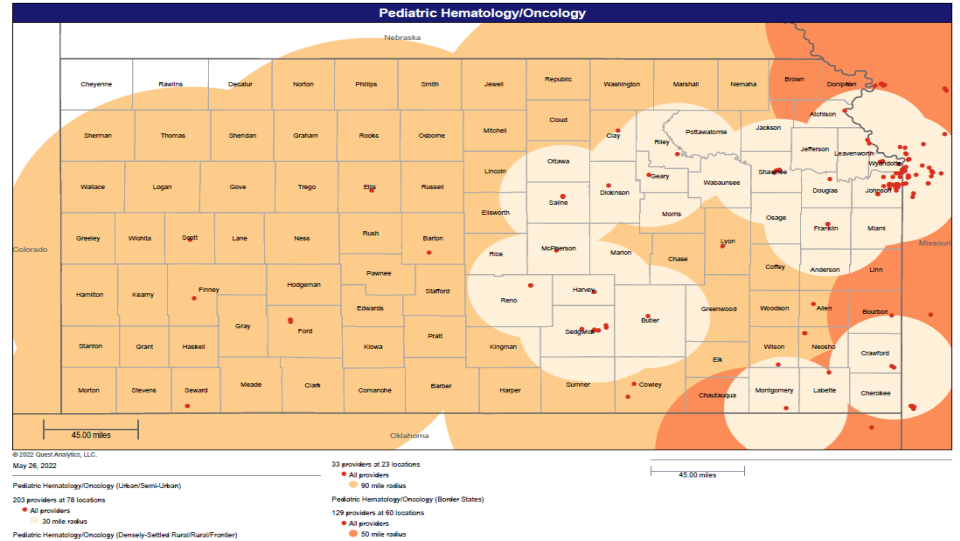 Pediatric Hematology/Oncology
Nebraska
Cheyenne Rawlins Decatur Norton Phillips Smith Jewell Republic Washington Marshall Nemaha Brown Doniphan
Atchison
Sherman Thomas Sheridan Graham Rooks Osborne Mitchell Cloud Clay Riley Pottawatomie Jackson
Jefferson Leavenworth
Wyandotte
Wallace Logan Gove Trego Ellis Russell Lincoln Ottawa Dickinson Geary Wabaunsee Shawnee Douglas Johnson
Saline
Ellsworth Morris Osage Franklin Miami
Colorado Greeley Wichita Scott Lane Ness Rush Barton Rice McPherson Marion Chase Lyon Missouri
Coffey Anderson Linn
Hamilton Kearny Finney Hodgeman Pawnee Stafford Reno Harvey
Edwards Greenwood Woodson Allen Bourbon
Gray Ford Pratt Sedgwick Butler
Stanton Grant Haskell Kiowa Kingman Elk Wilson Neosho Crawford
Morton Stevens Seward Meade Clark Comanche Barber Harper Sumner Cowley Chautauqua Montgomery Labette Cherokee
45.00 miles
Oklahoma
© 2022 Quest Analytics, LLC.
May 26, 2022
Pediatric Hematology/Oncology (Urban/Semi-Urban)
203 providers at 78 locations
All providers
30 mile radius
Pediatric Hematology/Oncology (Densely-Settled Rural/Rural/Frontier)
33 providers at 23 locations
All providers
90 mile radius
Pediatric Hematology/Oncology (Border States)
129 providers at 60 locations
All providers
50 mile radius
45.00 miles